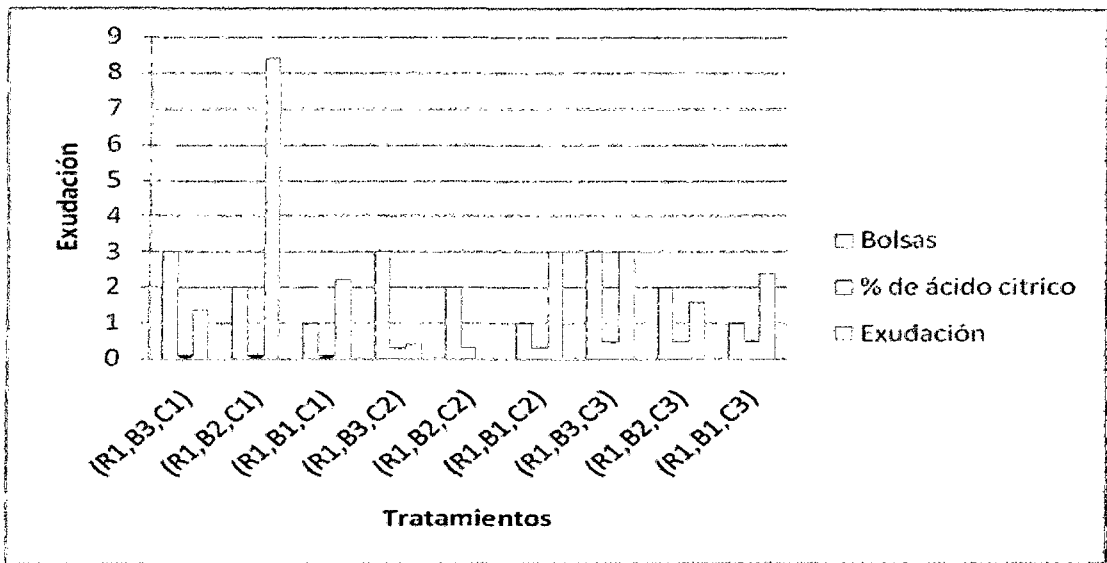 9
8
7
6
5
4
3
2
1
0
Exudación
(R1,B3,C1)
(R1,B2,C1)
(R1,B1,C1)
(R1,B3,C2)
(R1,B2,C2)
(R1,B1,C2)
(R1,B3,C3)
(R1,B2,C3)
(R1,B1,C3)
Tratamientos
Bolsas
% de ácido citrico
Exudación